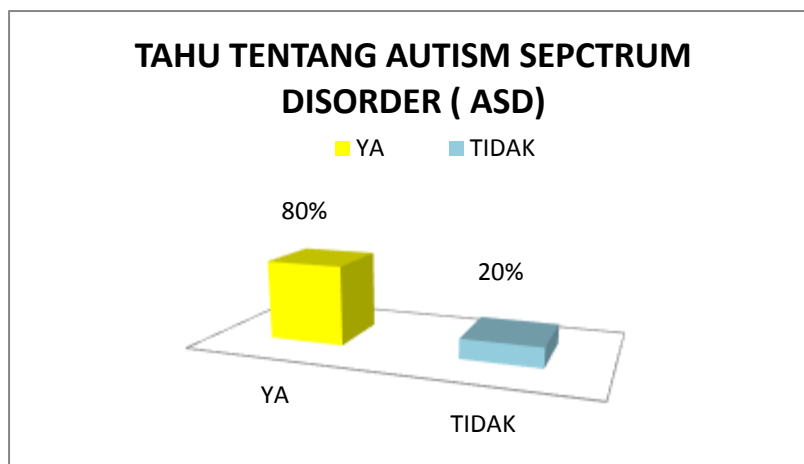 TAHU TENTANG AUTISM SEPCTRUM
DISORDER ( ASD)
YA TIDAK
80%
20%
YA
TIDAK